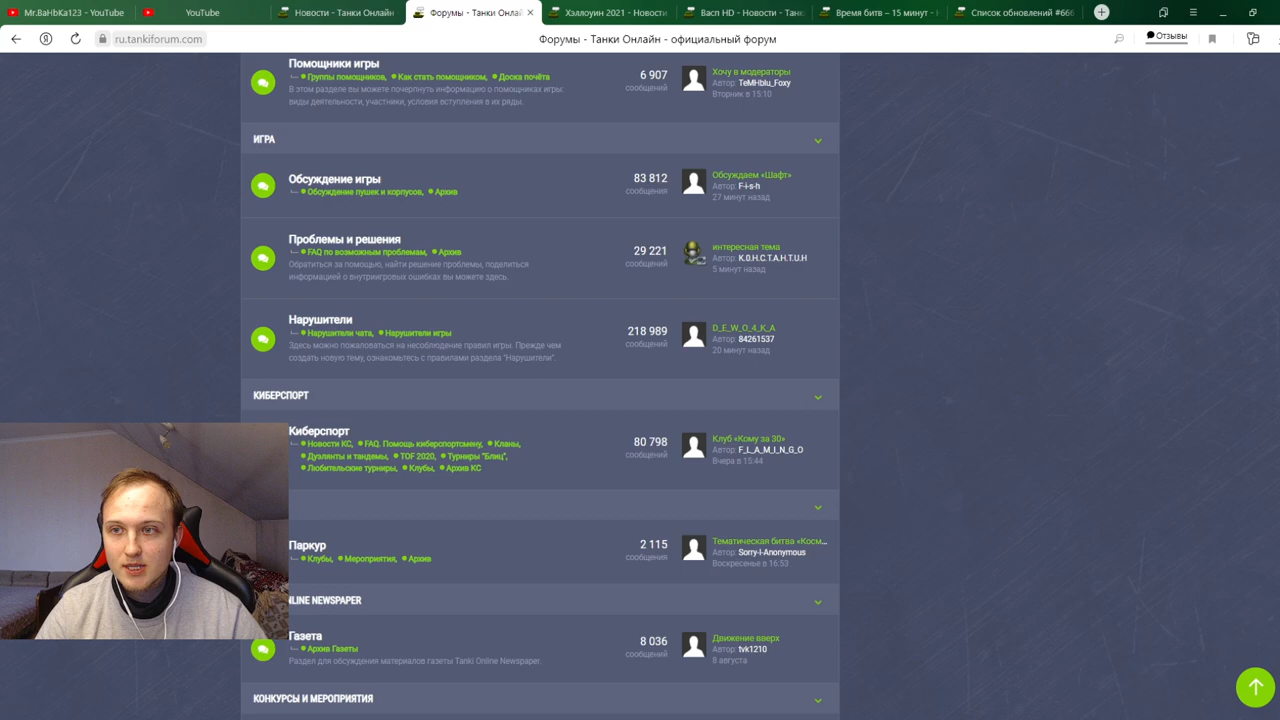 Mr.BaHbKa123 - YouTube
YouTube
Новости - Танки Онлайн
Форумы - Танки Онлай
Хэллоуин 2021 - Новости
Васп HD - Новости - Танк
Время битв – 15 минут - Н
Список обновлений #666
ru.tankiforum.com
Форумы - Танки Онлайн - официальный форум
Отзывы
Помощники игры
Группы помощников, Как стать помощником, Доска почёта
В этом разделе вы можете почерпнуть информацию о помощниках игры:
виды деятельности, участники, условия вступления в их ряды.
6 907
сообщений
Хочу в модераторы
Автор: TeMHblu_Foxy
Вторник в 15:10
ИГРА
Обсуждение игры
Обсуждение пушек и корпусов, Архив
83 812
сообщения
Обсуждаем «Шафт»
Автор: F-i-s-h
27 минут назад
Проблемы и решения
FAQ по возможным проблемам, Архив
Обратиться за помощью, найти решение проблемы, поделиться
информацией о внутриигровых ошибках вы можете здесь.
29 221
сообщений
интересная тема
Автор: K.0.H.C.T.A.H.T.U.H
5 минут назад
Нарушители
Нарушители чата, Нарушители игры
Здесь можно пожаловаться на несоблюдение правил игры. Прежде чем
создать новую тему, ознакомьтесь с правилами раздела "Нарушители".
218 989
сообщений
D_E_W_O_4_K_A
Автор: 84261537
20 минут назад
КИБЕРСПОРТ
Киберспорт
Новости КС, FAQ. Помощь киберспортсмену, Кланы,
Дуэлянты и тандемы, TOF 2020, Турниры "Блиц",
Любительские турниры, Клубы, Архив КС
80 798
сообщений
Клуб «Кому за 30»
Автор: F_L_A_M_I_N_G_O
Вчера в 15:44
Паркур
Клубы, Мероприятия, Архив
2 115
сообщения
Тематическая битва «Косм...
Автор: Sorry-I-Anonymous
Воскресенье в 16:53
NLINE NEWSPAPER
Газета
Архив Газеты
Раздел для обсуждения материалов газеты Tanki Online Newspaper.
8 036
сообщений
Движение вверх
Автор: tvk1210
8 августа
КОНКУРСЫ И МЕРОПРИЯТИЯ